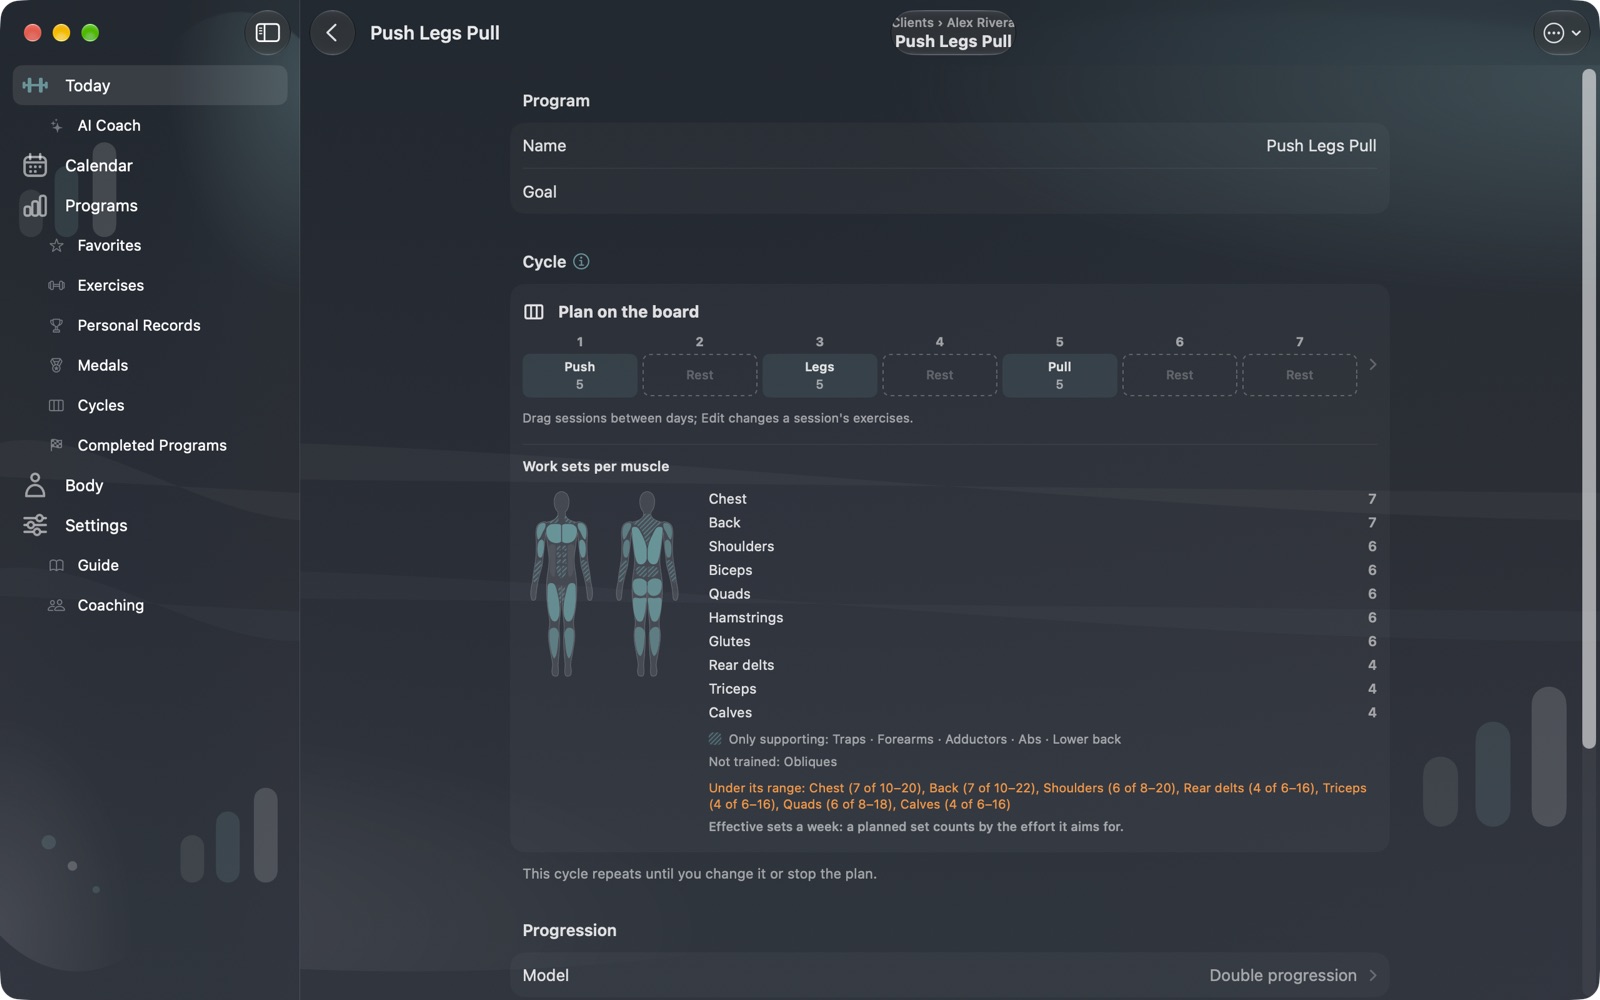 Today
AI Coach
Calendar
Programs
Favorites
Exercises
Personal Records
Medals
Cycles
Completed Programs
Body
Settings
Guide
Coaching
Push Legs Pull
Clients › Alex Rivera
Push Legs Pull
Program
Name Push Legs Pull
Goal
Cycle
Plan on the board
1 2 3 4 5 6 7
Push Rest Legs Rest Pull Rest Rest
5 5 5
Drag sessions between days; Edit changes a session's exercises.
Work sets per muscle
Chest 7
Back 7
Shoulders 6
Biceps 6
Quads 6
Hamstrings 6
Glutes 6
Rear delts 4
Triceps 4
Calves 4
Only supporting: Traps · Forearms · Adductors · Abs · Lower back
Not trained: Obliques
Under its range: Chest (7 of 10–20), Back (7 of 10–22), Shoulders (6 of 8–20), Rear delts (4 of 6–16), Triceps
(4 of 6–16), Quads (6 of 8–18), Calves (4 of 6–16)
Effective sets a week: a planned set counts by the effort it aims for.
This cycle repeats until you change it or stop the plan.
Progression
Model Double progression